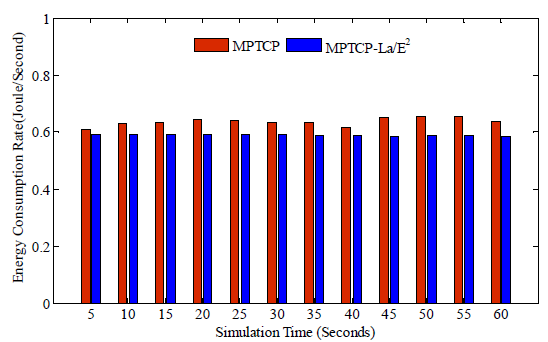 1
0.8
0.6
0.4
0.2
0
Energy Consumption Rate(Joule/Second)
MPTCP
MPTCP-La/E²
5 10 15 20 25 30 35 40 45 50 55 60
Simulation Time (Seconds)